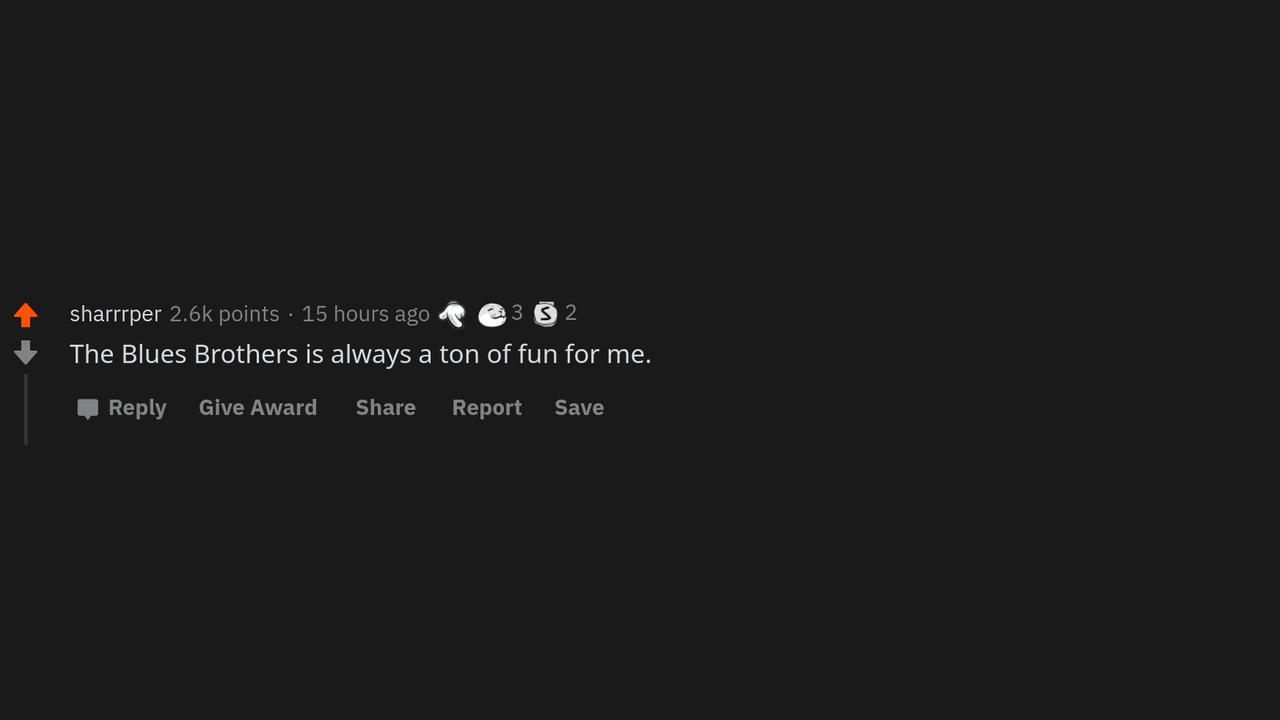 sharrrper 2.6k points · 15 hours ago 3 S 2
The Blues Brothers is always a ton of fun for me.
Reply Give Award Share Report Save